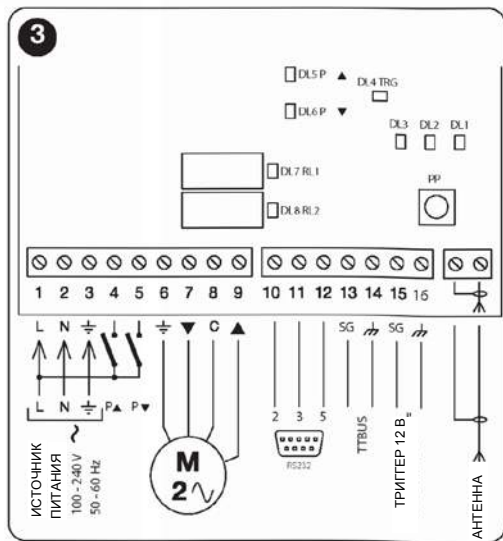 3
DL5 P ▲
DL4 TRG
DL6 P ▼
DL3 DL2 DL1
DL7 RL1
PP
DL8 RL2
1 2 3 4 5 6 7 8 9 10 11 12 13 14 15 16
L N ▼ C ▲ SG SG
L N P▲ P▼
2 3 5
M
2
RS232
ИСТОЧНИК
ПИТАНИЯ
100 - 240 V
50 - 60 Hz
TTBUS
ТРИГГЕР 12 В "
АНТЕННА